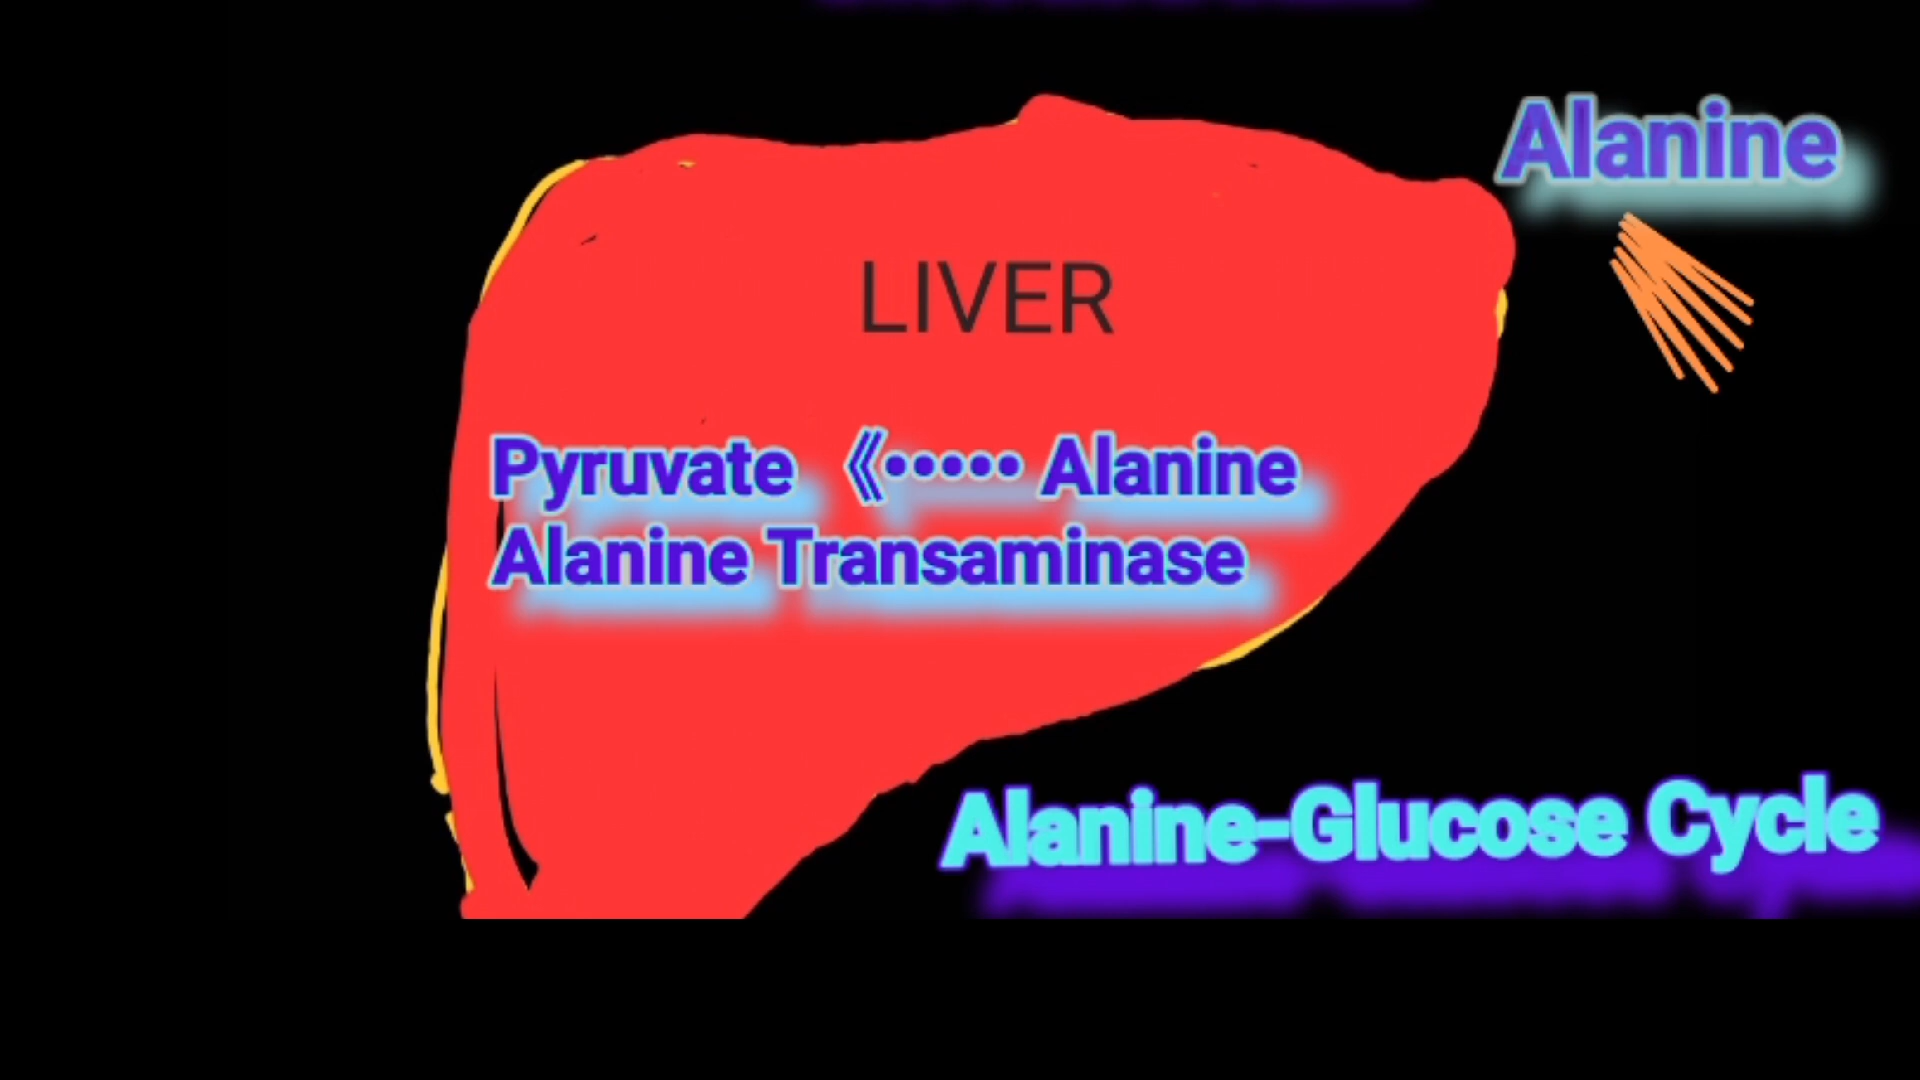 Alanine
LIVER
Pyruvate 《••••• Alanine
Alanine Transaminase
Alanine-Glucose Cycle